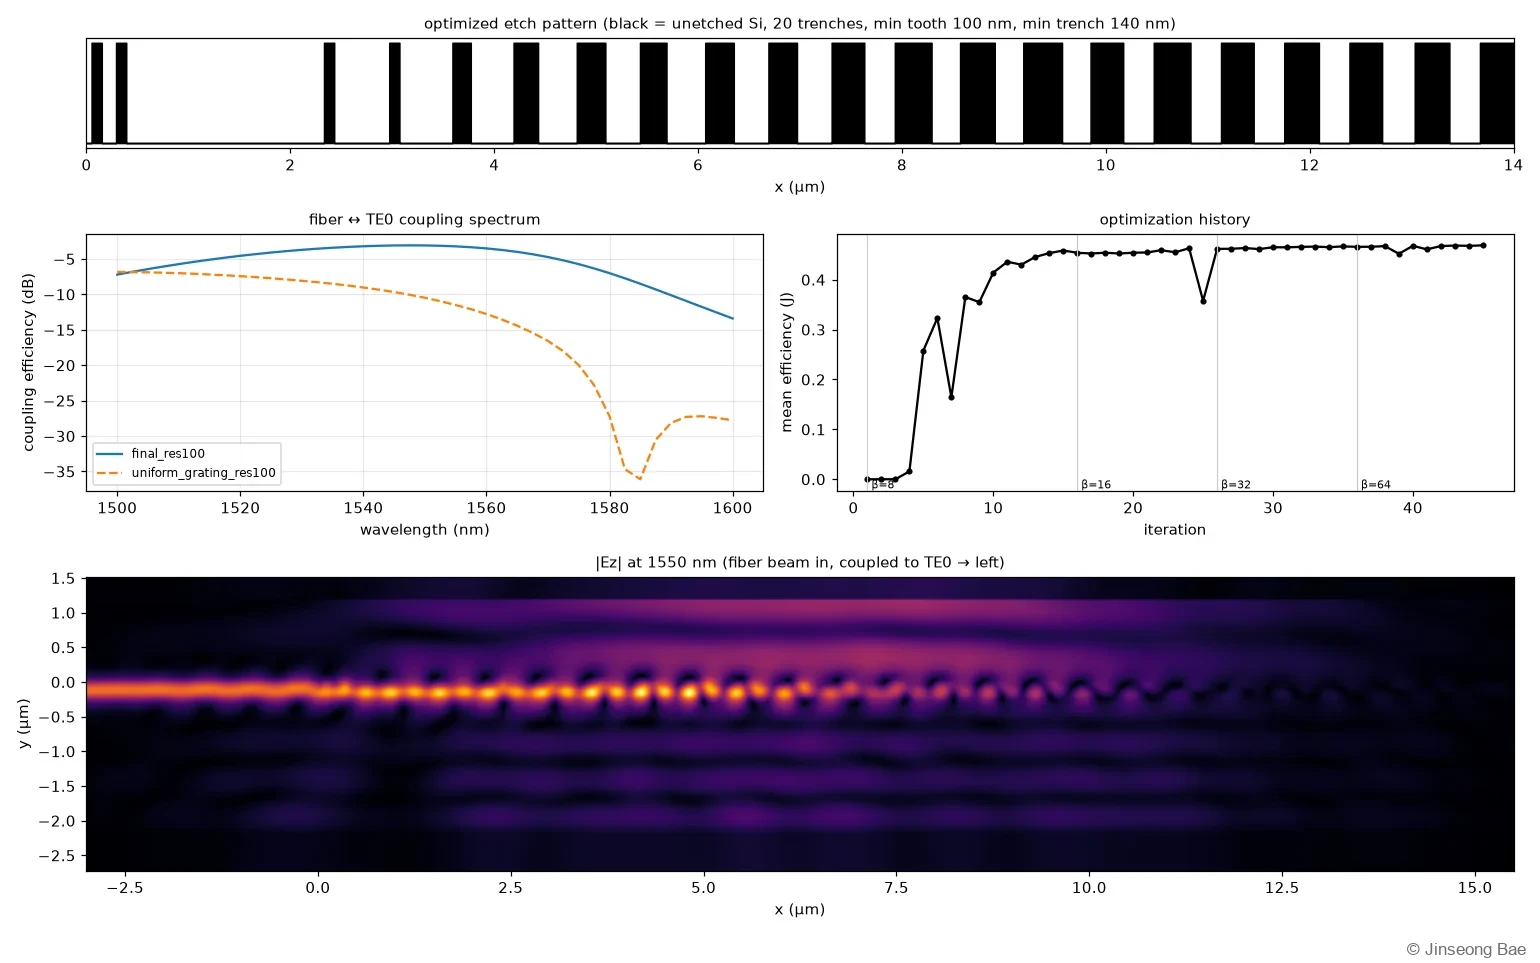 optimized etch pattern (black = unetched Si, 20 trenches, min tooth 100 nm, min trench 140 nm)
0 2 4 6 8 10 12 14
x (μm)
fiber ↔ TE0 coupling spectrum
coupling efficiency (dB)
−5
−10
−15
−20
−25
−30
−35
final_res100
uniform_grating_res100
1500 1520 1540 1560 1580 1600
wavelength (nm)
optimization history
mean efficiency (J)
0.4
0.3
0.2
0.1
0.0
β=8 β=16 β=32 β=64
0 10 20 30 40
iteration
|Ez| at 1550 nm (fiber beam in, coupled to TE0 → left)
y (μm)
1.5
1.0
0.5
0.0
−0.5
−1.0
−1.5
−2.0
−2.5
−2.5 0.0 2.5 5.0 7.5 10.0 12.5 15.0
x (μm)
© Jinseong Bae